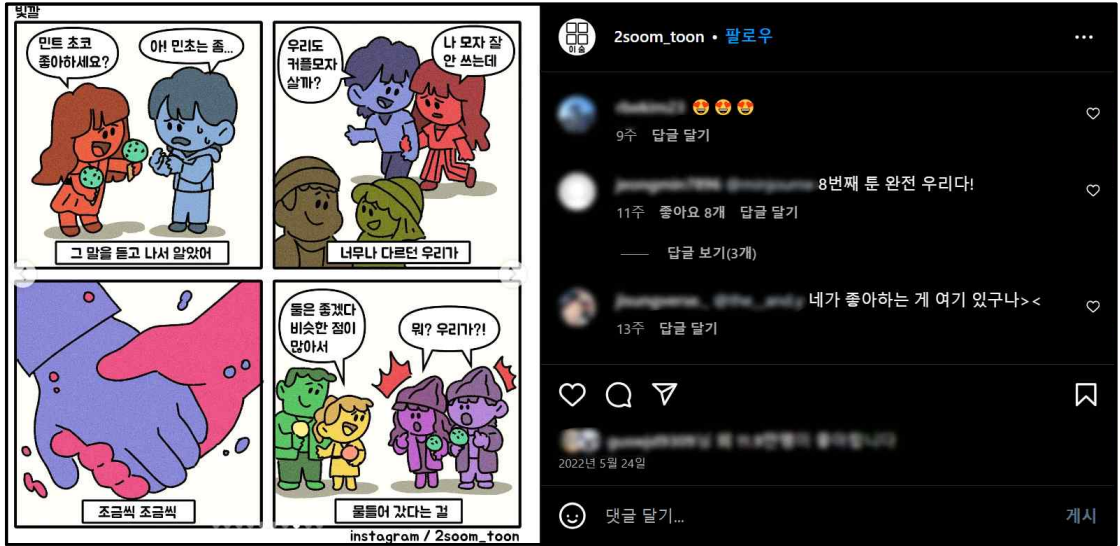 빛깔
민트 초코
좋아하세요?
아! 민초는 좀...
그 말을 듣고 나서 알았어
우리도
커플모자
살까?
나 모자 잘
안 쓰는데
너무나 다르던 우리가
조금씩 조금씩
둘은 좋겠다
비슷한 점이
많아서
뭐? 우리가?!
물들어 갔다는 걸
instagram / 2soom_toon
이숨
2soom_toon • 팔로우
😍😍😍
9주 답글 달기
8번째 툰 완전 우리다!
11주 좋아요 8개 답글 달기
답글 보기(3개)
네가 좋아하는 게 여기 있구나><
13주 답글 달기
2022년 5월 24일
댓글 달기...
게시